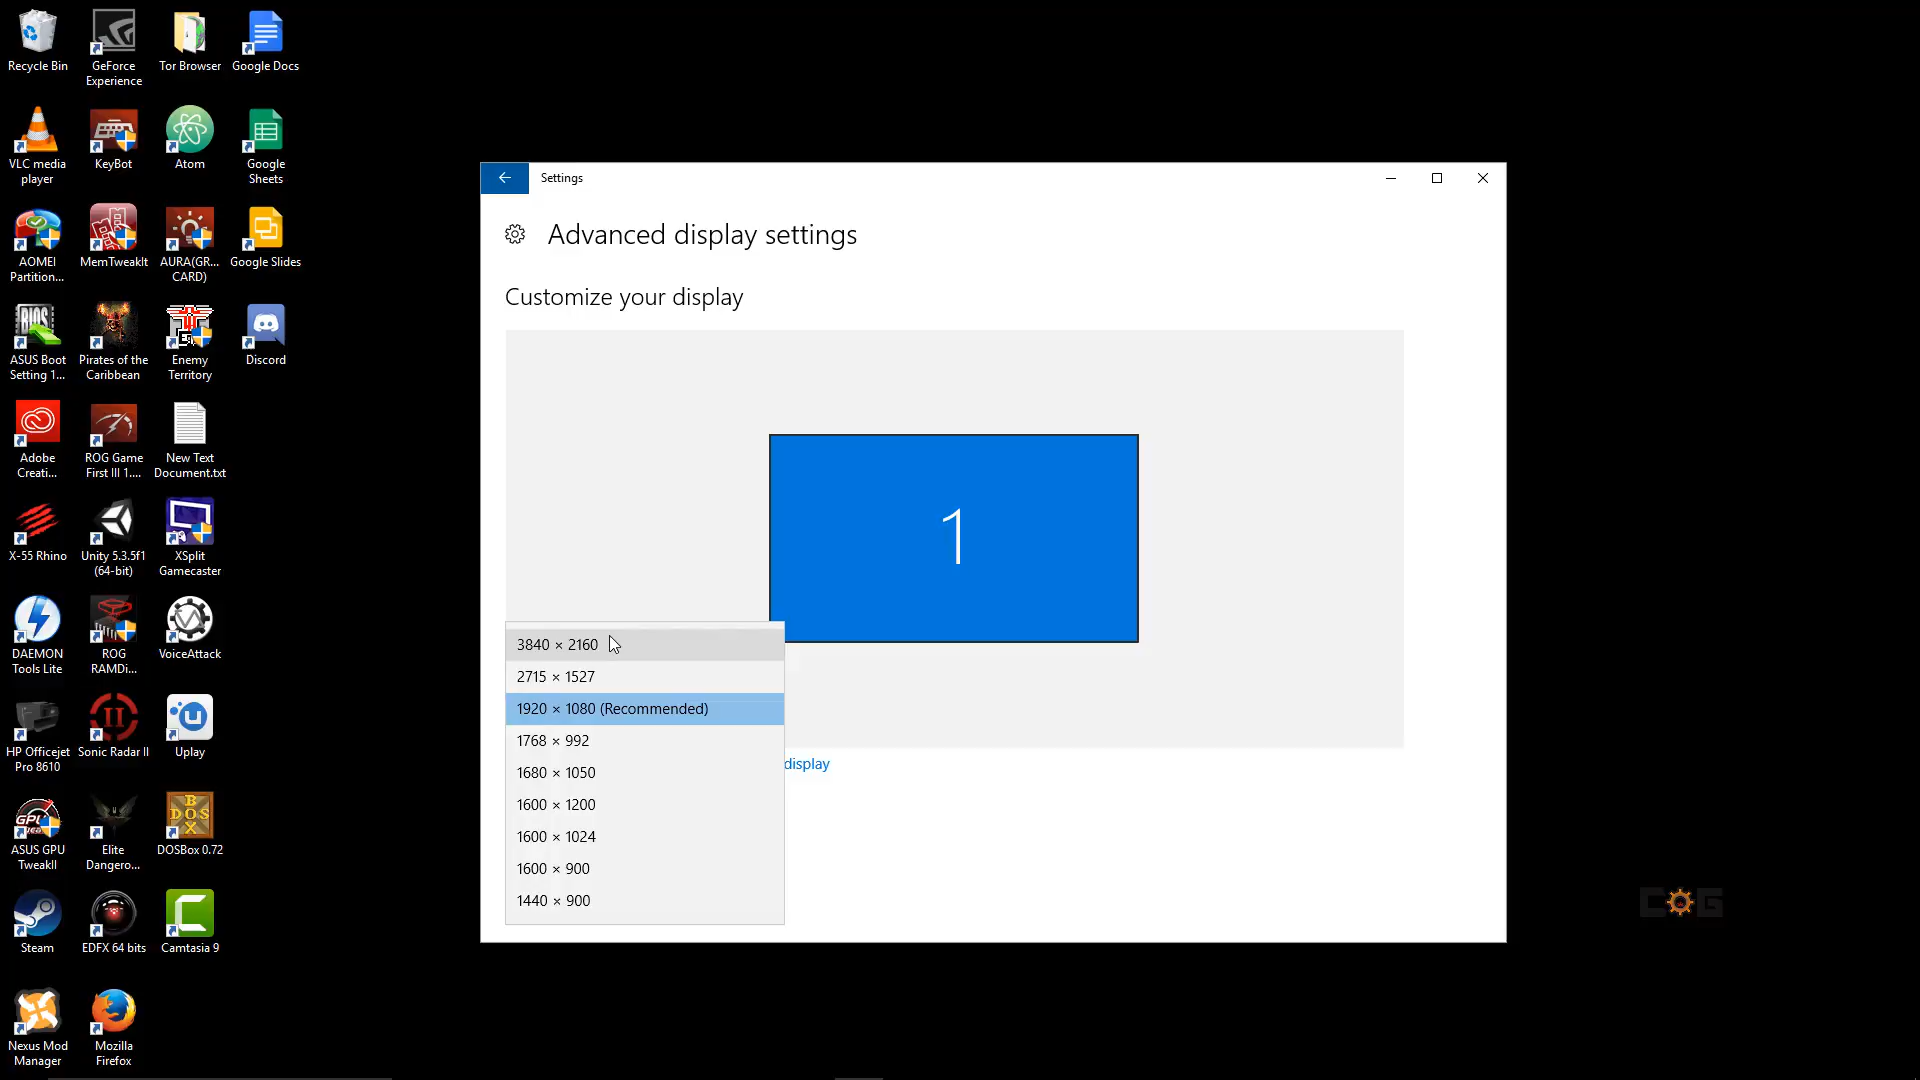 Recycle Bin
GeForce
Experience
Tor Browser
Google Docs
VLC media
player
KeyBot
Atom
Google
Sheets
AOMEI
Partition...
MemTweakIt
AURA(GR...
CARD)
Google Slides
ASUS Boot
Setting 1...
Pirates of the
Caribbean
Enemy
Territory
Discord
Adobe
Creati...
ROG Game
First III 1....
New Text
Document.txt
X-55 Rhino
Unity 5.3.5f1
(64-bit)
XSplit
Gamecaster
DAEMON
Tools Lite
ROG
RAMDi...
VoiceAttack
HP Officejet
Pro 8610
Sonic Radar II
Uplay
ASUS GPU
TweakII
Elite
Dangero...
DOSBox 0.72
Steam
EDFX 64 bits
Camtasia 9
Nexus Mod
Manager
Mozilla
Firefox
Settings
Advanced display settings
Customize your display
1
3840 × 2160
2715 × 1527
1920 × 1080 (Recommended)
1768 × 992
1680 × 1050
1600 × 1200
1600 × 1024
1600 × 900
1440 × 900
display
COG